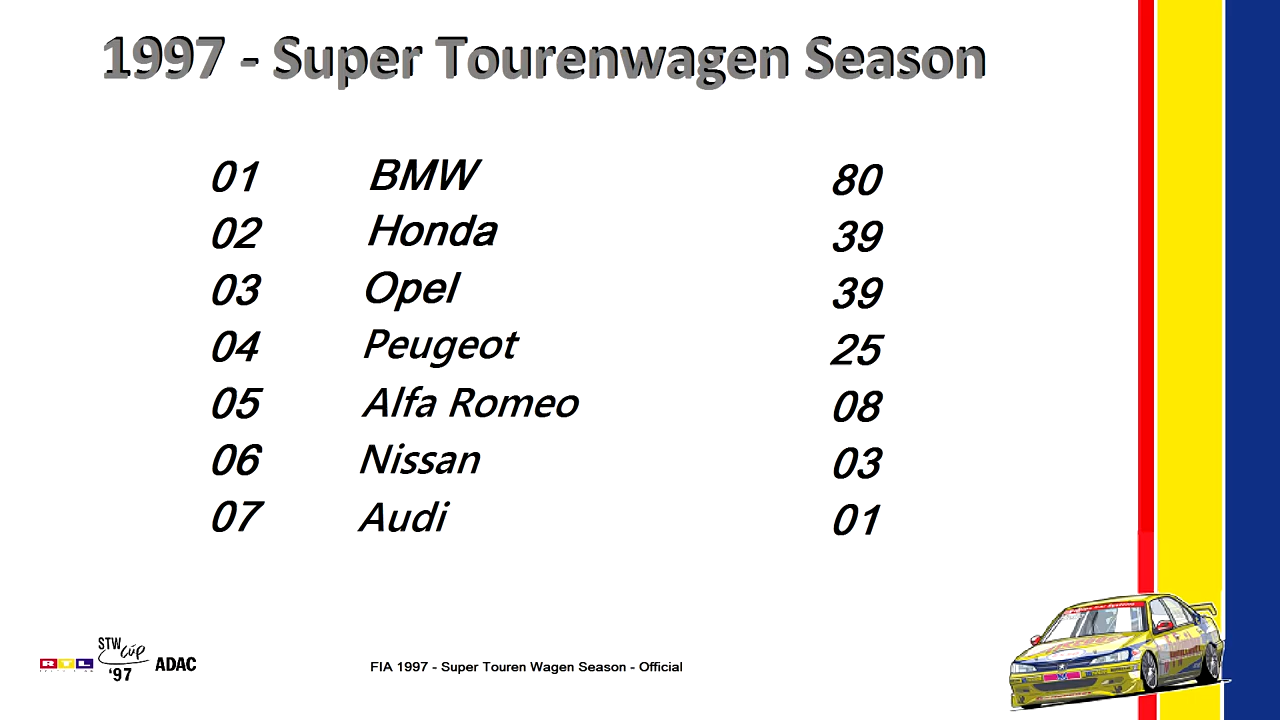 1997 - Super Tourenwagen Season
01 BMW 80
02 Honda 39
03 Opel 39
04 Peugeot 25
05 Alfa Romeo 08
06 Nissan 03
07 Audi 01
RTL
STW
cup
'97
ADAC
FIA 1997 - Super Touren Wagen Season - Official